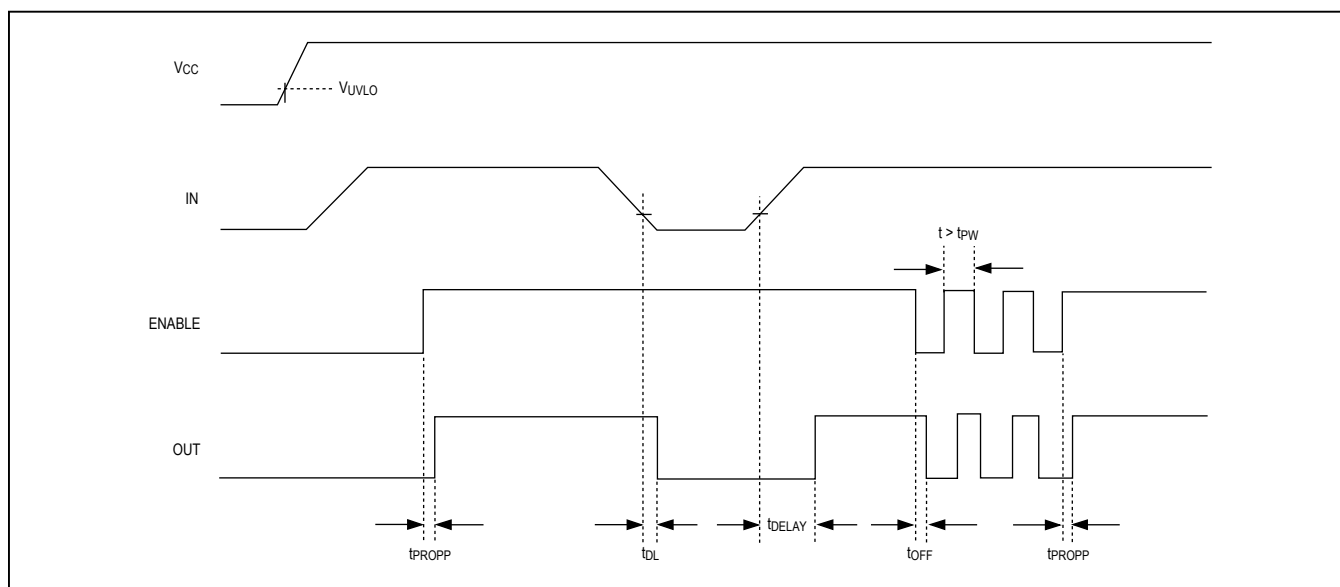 VCC
VUVLO
IN
t > tPW
ENABLE
OUT
tDELAY
tPROPP
tDL
tOFF
tPROPP